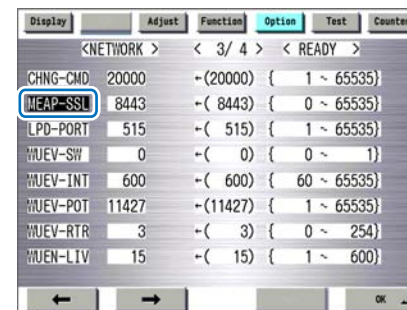 Display Adjust Function Option Test Counter
<NETWORK > < 3/ 4 > < READY >
CHNG-CMD 20000 ←(20000) { 1 ~ 65535}
MEAP-SSL 8443 ←( 8443) { 0 ~ 65535}
LPD-PORT 515 ←( 515) { 1 ~ 65535}
WUEV-SW 0 ←( 0) { 0 ~ 1}
WUEV-INT 600 ←( 600) { 60 ~ 65535}
WUEV-POT 11427 ←(11427) { 1 ~ 65535}
WUEV-RTR 3 ←( 3) { 0 ~ 254}
WUEN-LIV 15 ←( 15) { 1 ~ 600}
← → OK